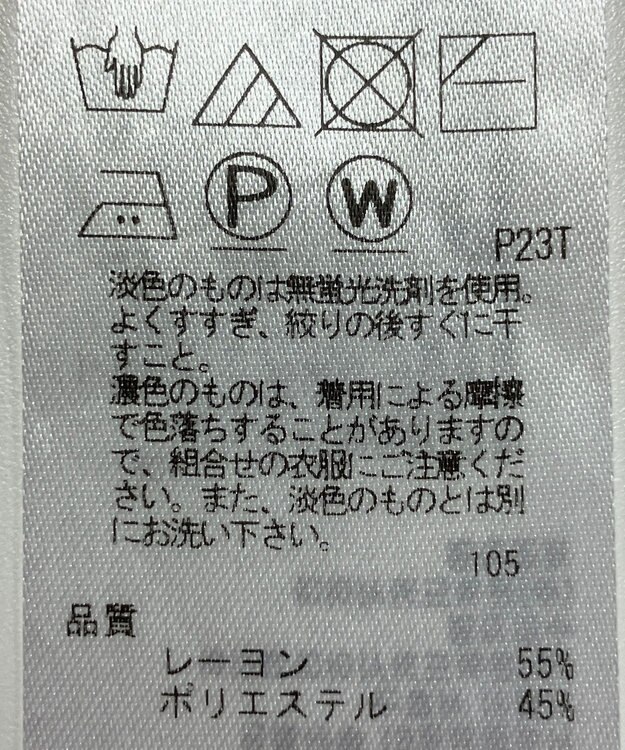 P W
P23T
淡色のものは無蛍光洗剤を使用。
よくすすぎ、絞りの後すぐに干
すこと。
濃色のものは、着用による摩擦
で色落ちすることがありますの
で、組合せの衣服にご注意くだ
さい。また、淡色のものとは別
にお洗い下さい。
105
品質
レーヨン 55%
ポリエステル 45%